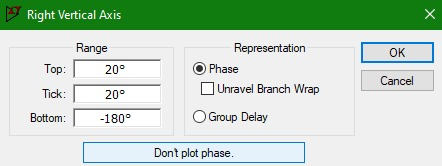 Right Vertical Axis
Range
Top: 20°
Tick: 20°
Bottom: -180°
Representation
Phase
Unravel Branch Wrap
Group Delay
OK
Cancel
Don't plot phase.